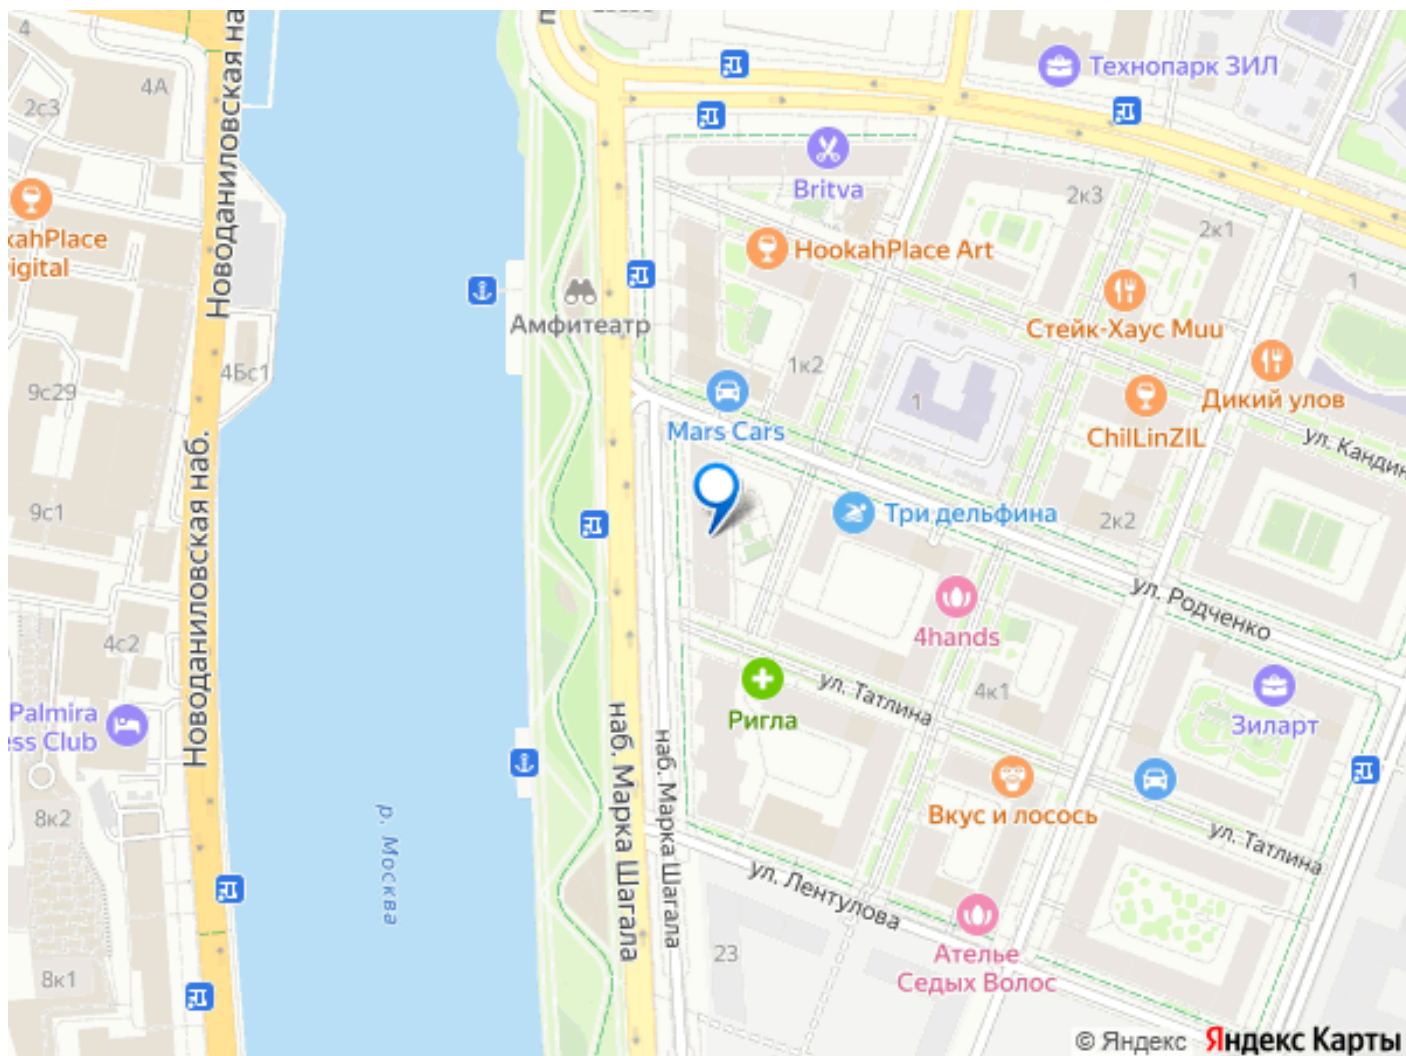 4
4А
2с3
Новоданиловская на
Технопарк ЗИЛ
Britva
2к3
2к1
kahPlace
igital
HookahPlace Art
1
Амфитеатр
Стейк-Хаус Muu
4Бс1
9с29
1к2
1
Дикий улов
Mars Cars
ChilLinZIL
ул. Кандин
Новоданиловская наб.
9с1
Три дельфина
2к2
ул. Родченко
4hands
4с2
4к1
ул. Татлина
Зиларт
Ригла
Palmira
ess Club
наб. Марка Шагала
наб. Марка Шагала
8к2
р. Москва
Вкус и лосось
ул. Татлина
ул. Лентулова
23
Ателье
Седых Волос
8к1
© Яндекс Яндекс Карты